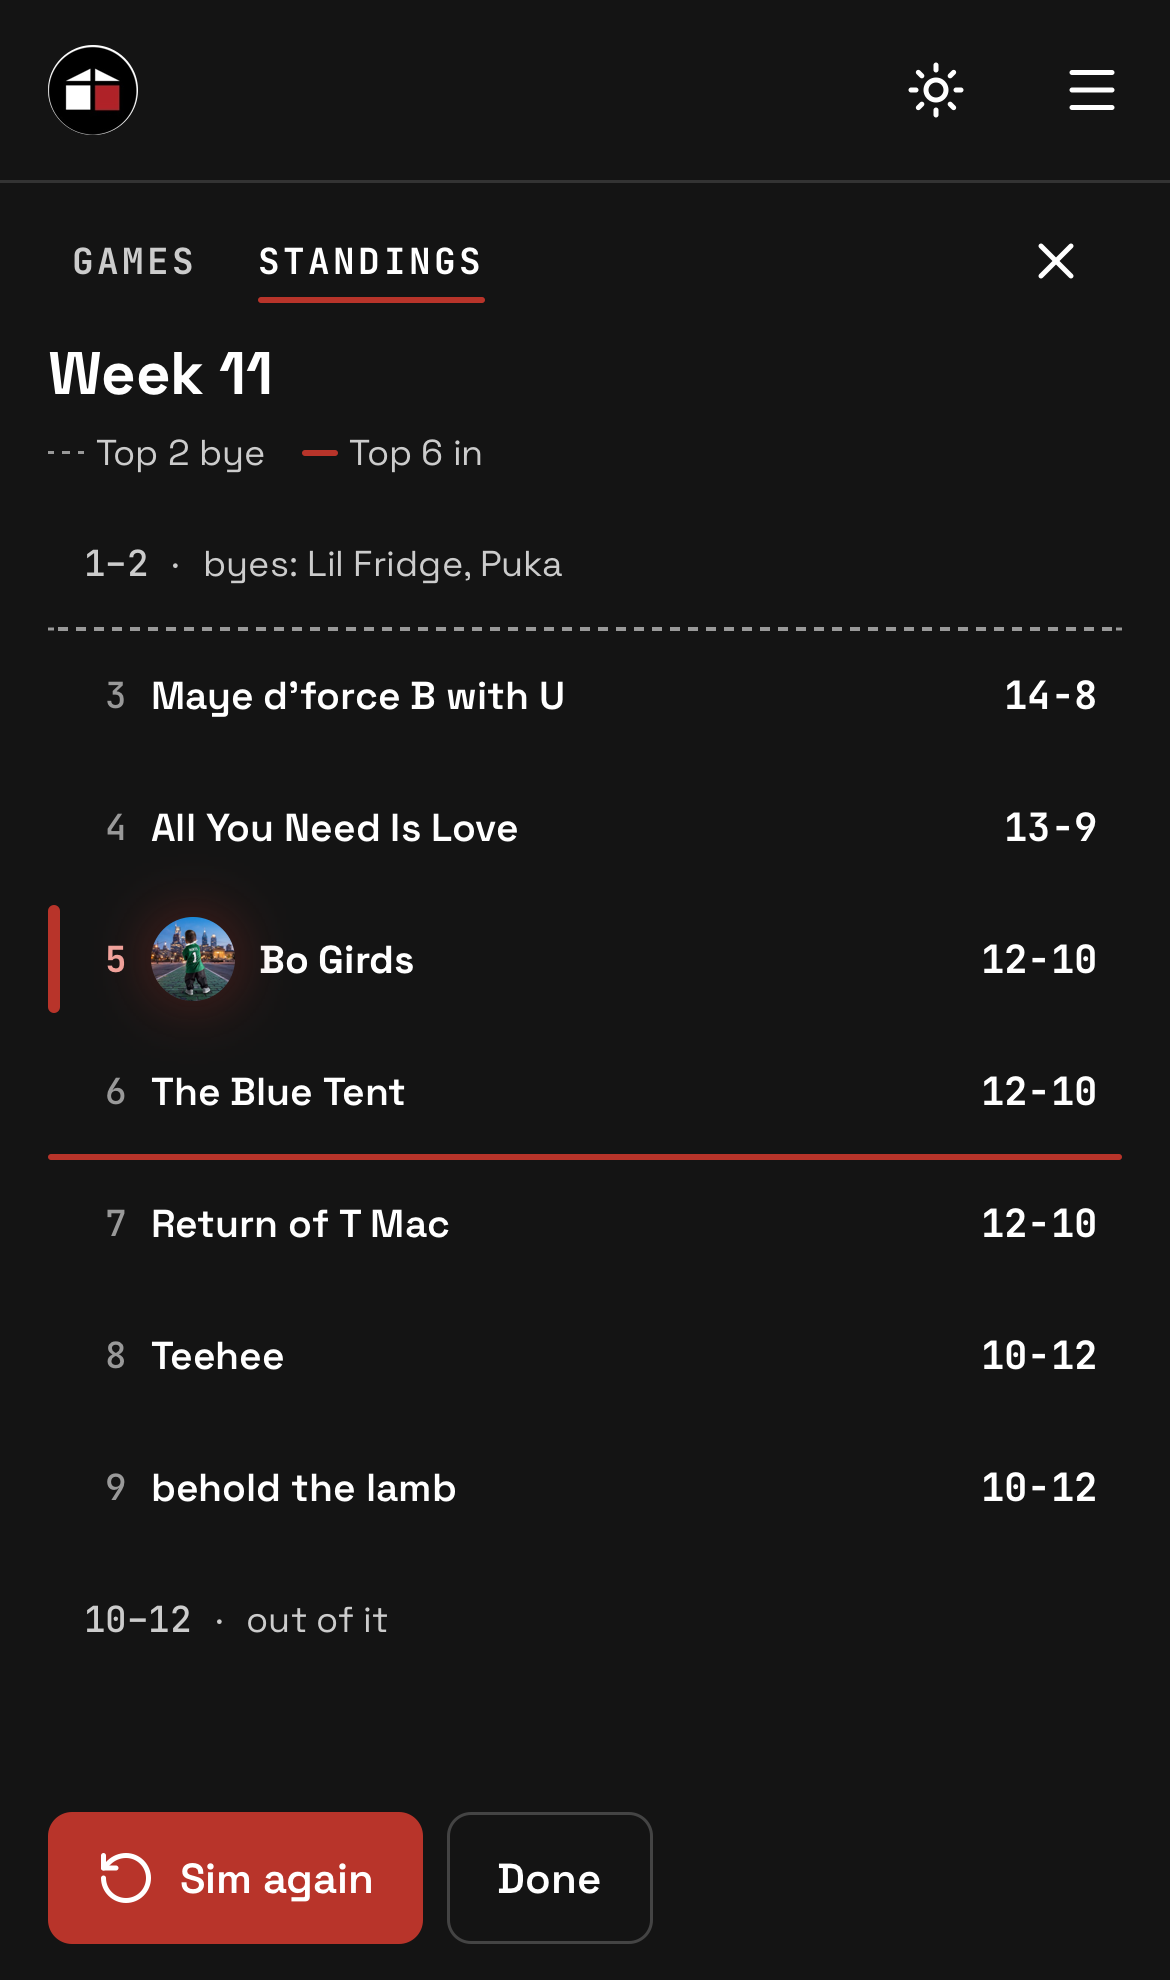 GAMES STANDINGS
Week 11
Top 2 bye Top 6 in
1–2 · byes: Lil Fridge, Puka
3 Maye d’force B with U 14-8
4 All You Need Is Love 13-9
5 Bo Girds 12-10
6 The Blue Tent 12-10
7 Return of T Mac 12-10
8 Teehee 10-12
9 behold the lamb 10-12
10–12 · out of it
Sim again Done